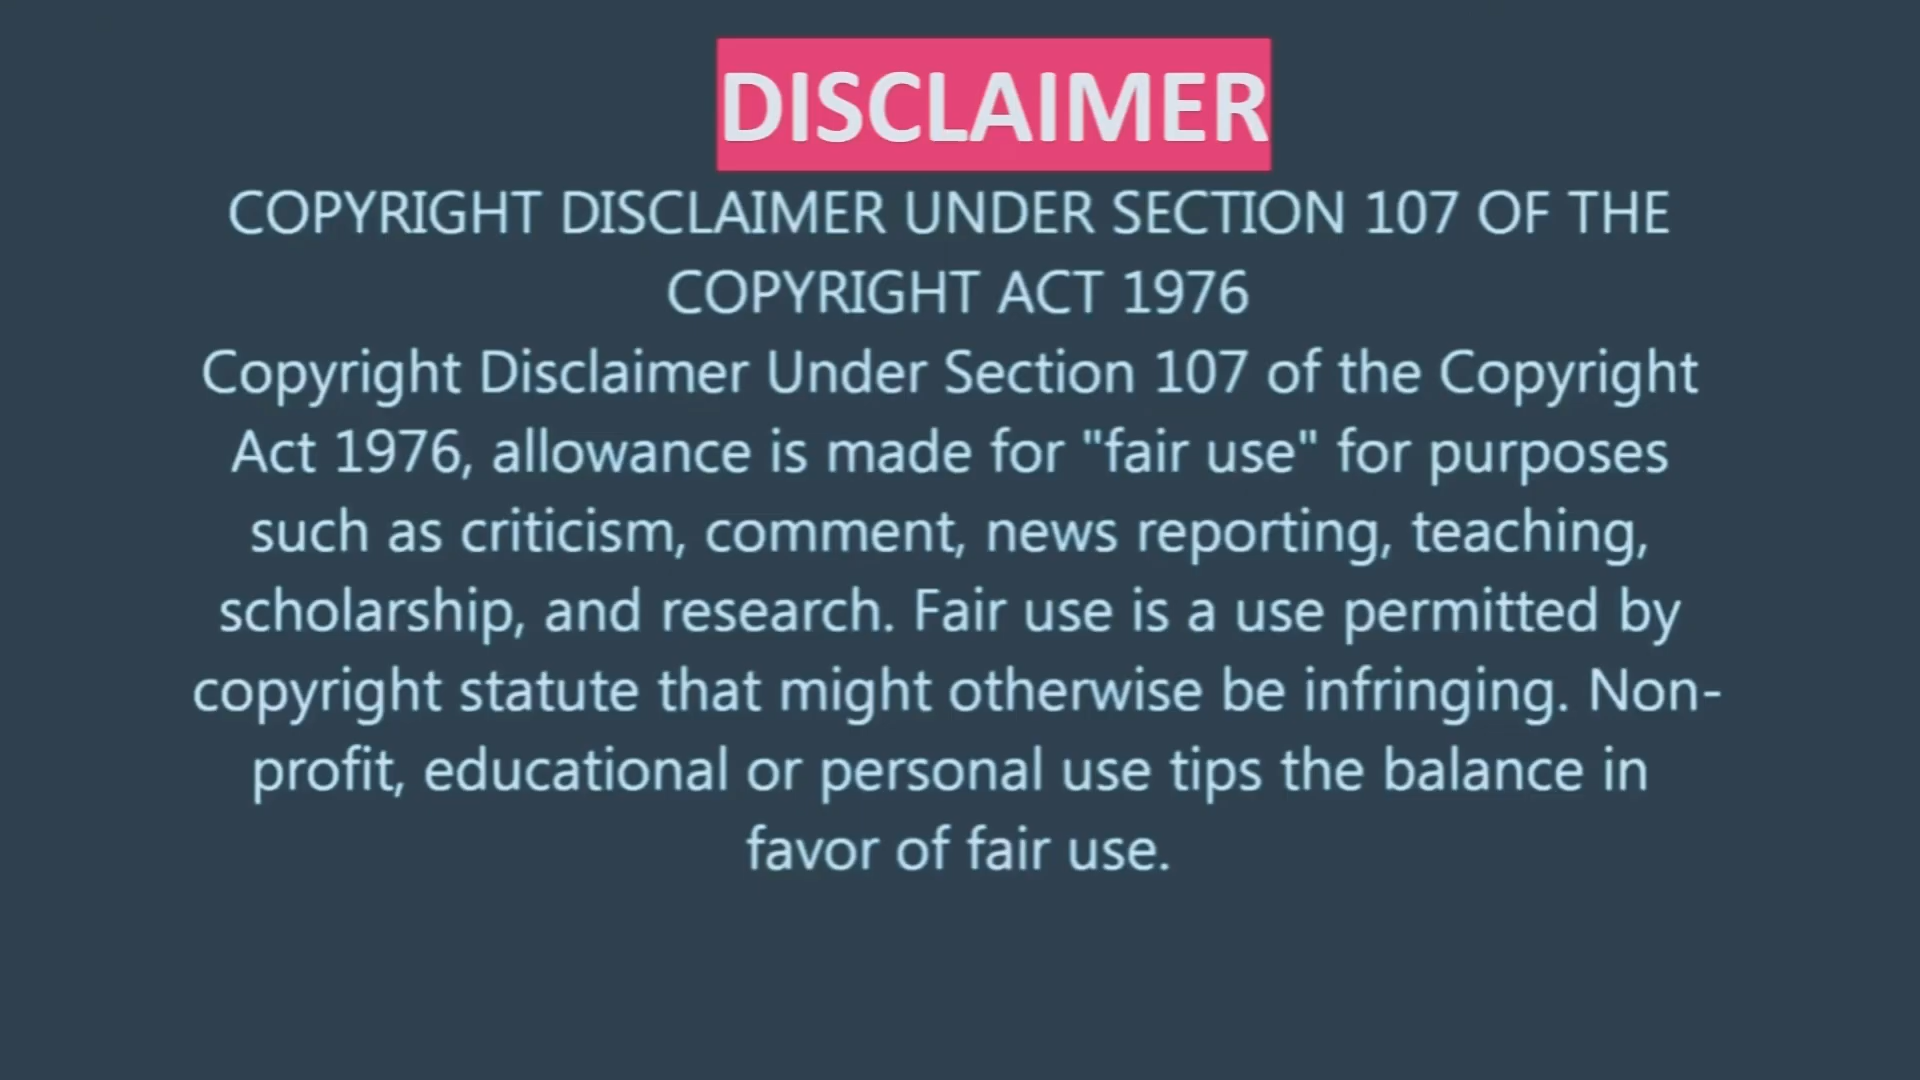 DISCLAIMER
COPYRIGHT DISCLAIMER UNDER SECTION 107 OF THE
COPYRIGHT ACT 1976
Copyright Disclaimer Under Section 107 of the Copyright
Act 1976, allowance is made for "fair use" for purposes
such as criticism, comment, news reporting, teaching,
scholarship, and research. Fair use is a use permitted by
copyright statute that might otherwise be infringing. Non-
profit, educational or personal use tips the balance in
favor of fair use.